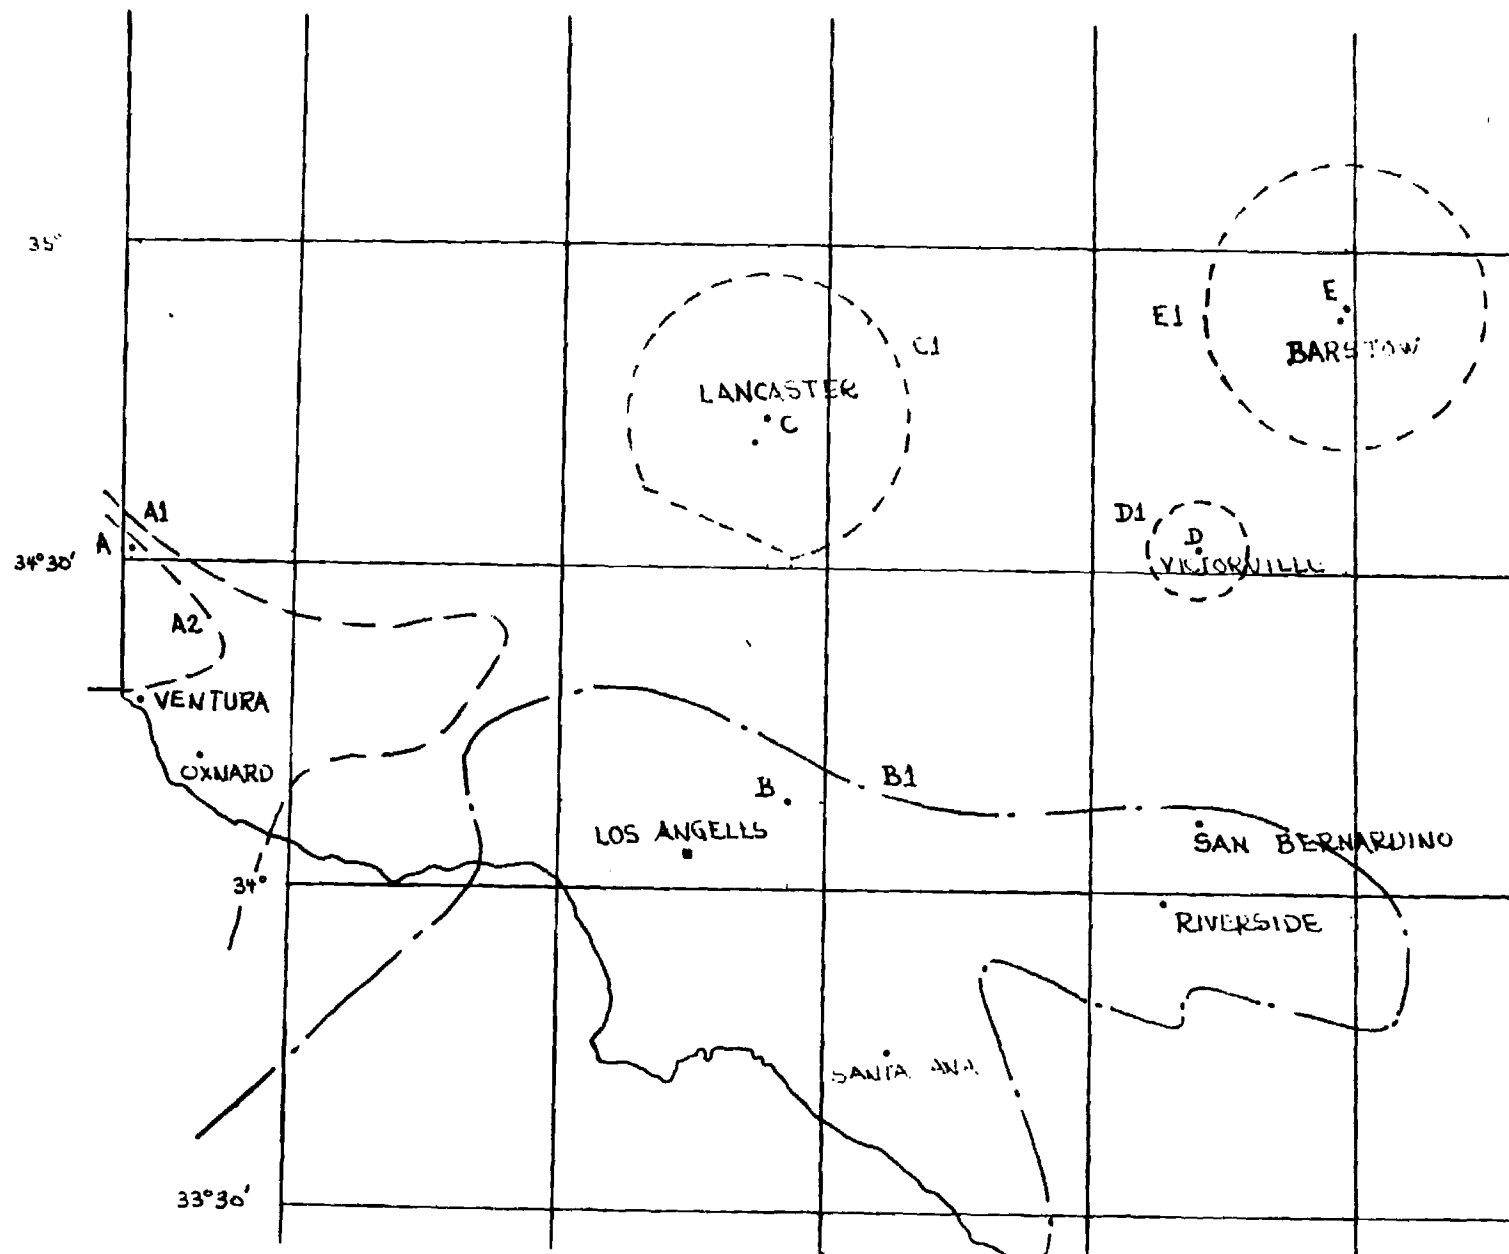 35°
E
E1
BARSTOW
C1
LANCASTER
C
A1
D1
A
D
34°30'
VICTORVILLE
A2
VENTURA
OXNARD
B1
B
LOS ANGELLS
SAN BERNARDINO
34°
RIVERSIDE
SANTA ANA
33°30'